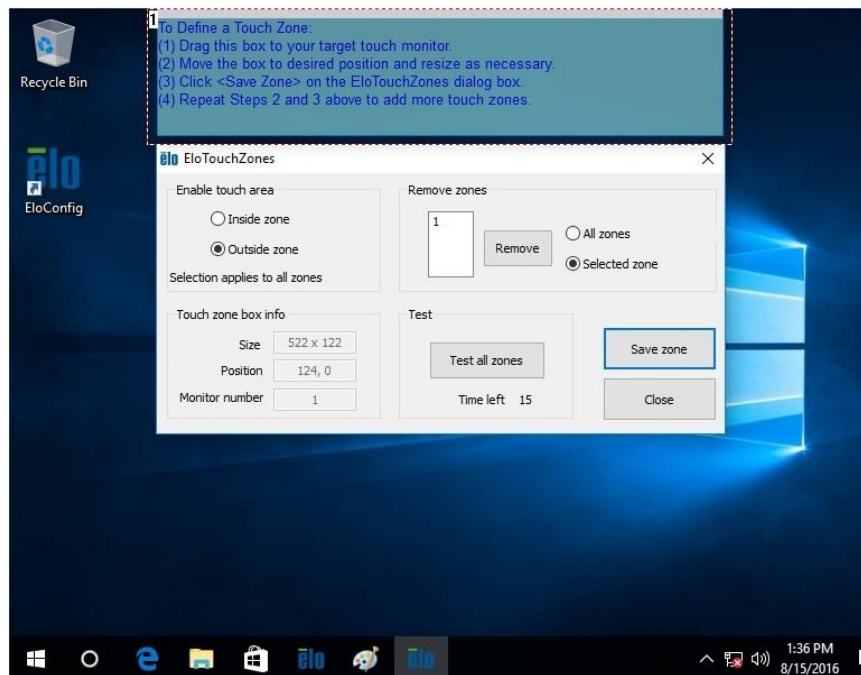 1
To Define a Touch Zone:
(1) Drag this box to your target touch monitor.
(2) Move the box to desired position and resize as necessary.
(3) Click <Save Zone> on the EloTouchZones dialog box.
(4) Repeat Steps 2 and 3 above to add more touch zones.
Recycle Bin
ēlo
EloConfig
ēlo EloTouchZones
Enable touch area
Inside zone
Outside zone
Selection applies to all zones
Remove zones
1
Remove
All zones
Selected zone
Touch zone box info
Size 522 x 122
Position 124, 0
Monitor number 1
Test
Test all zones
Time left 15
Save zone
Close
ēlo
ēlo
1:36 PM
8/15/2016